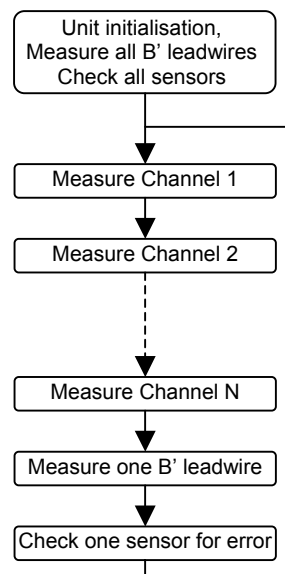 Unit initialisation,
Measure all B’ leadwires
Check all sensors
Measure Channel 1
Measure Channel 2
Measure Channel N
Measure one B’ leadwire
Check one sensor for error